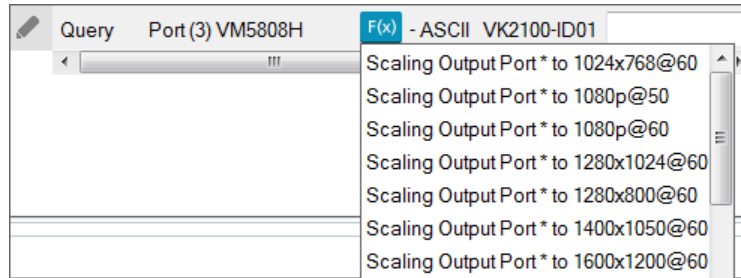 Query Port (3) VM5808H F(x) - ASCII VK2100-ID01
Scaling Output Port * to 1024x768@60
Scaling Output Port * to 1080p@50
Scaling Output Port * to 1080p@60
Scaling Output Port * to 1280x1024@60
Scaling Output Port * to 1280x800@60
Scaling Output Port * to 1400x1050@60
Scaling Output Port * to 1600x1200@60